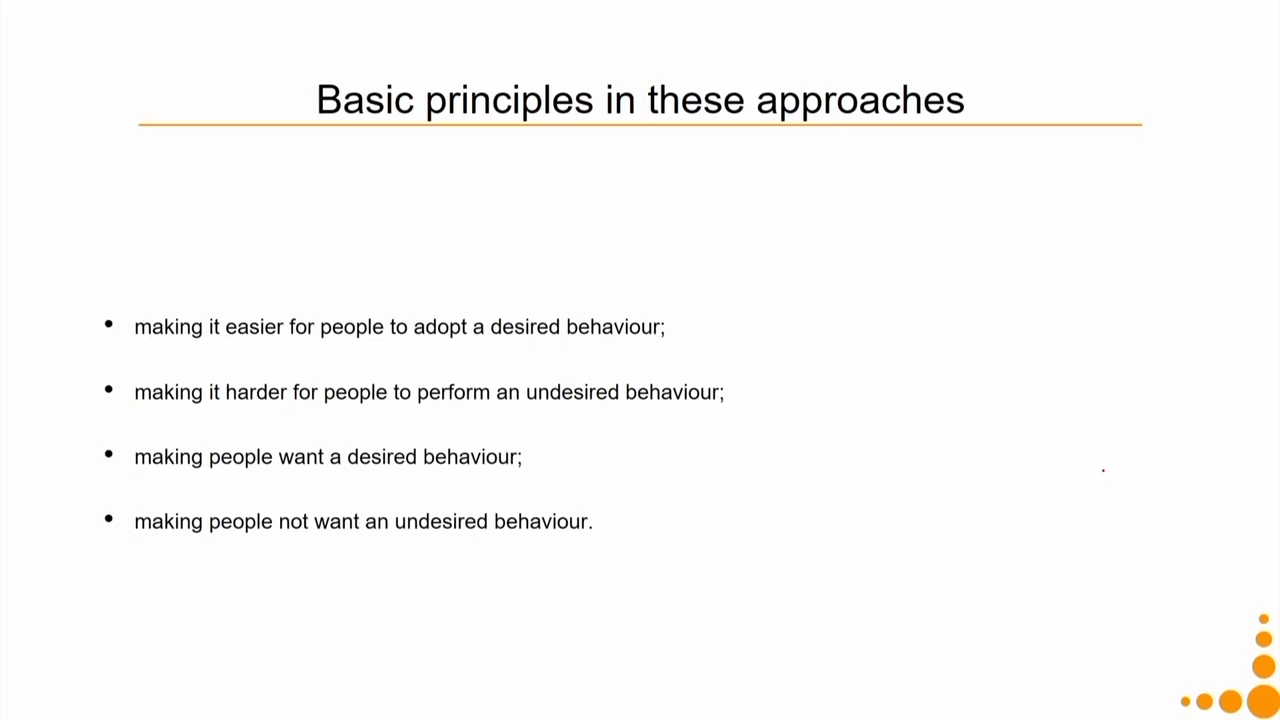 Basic principles in these approaches
• making it easier for people to adopt a desired behaviour;
• making it harder for people to perform an undesired behaviour;
• making people want a desired behaviour;
• making people not want an undesired behaviour.